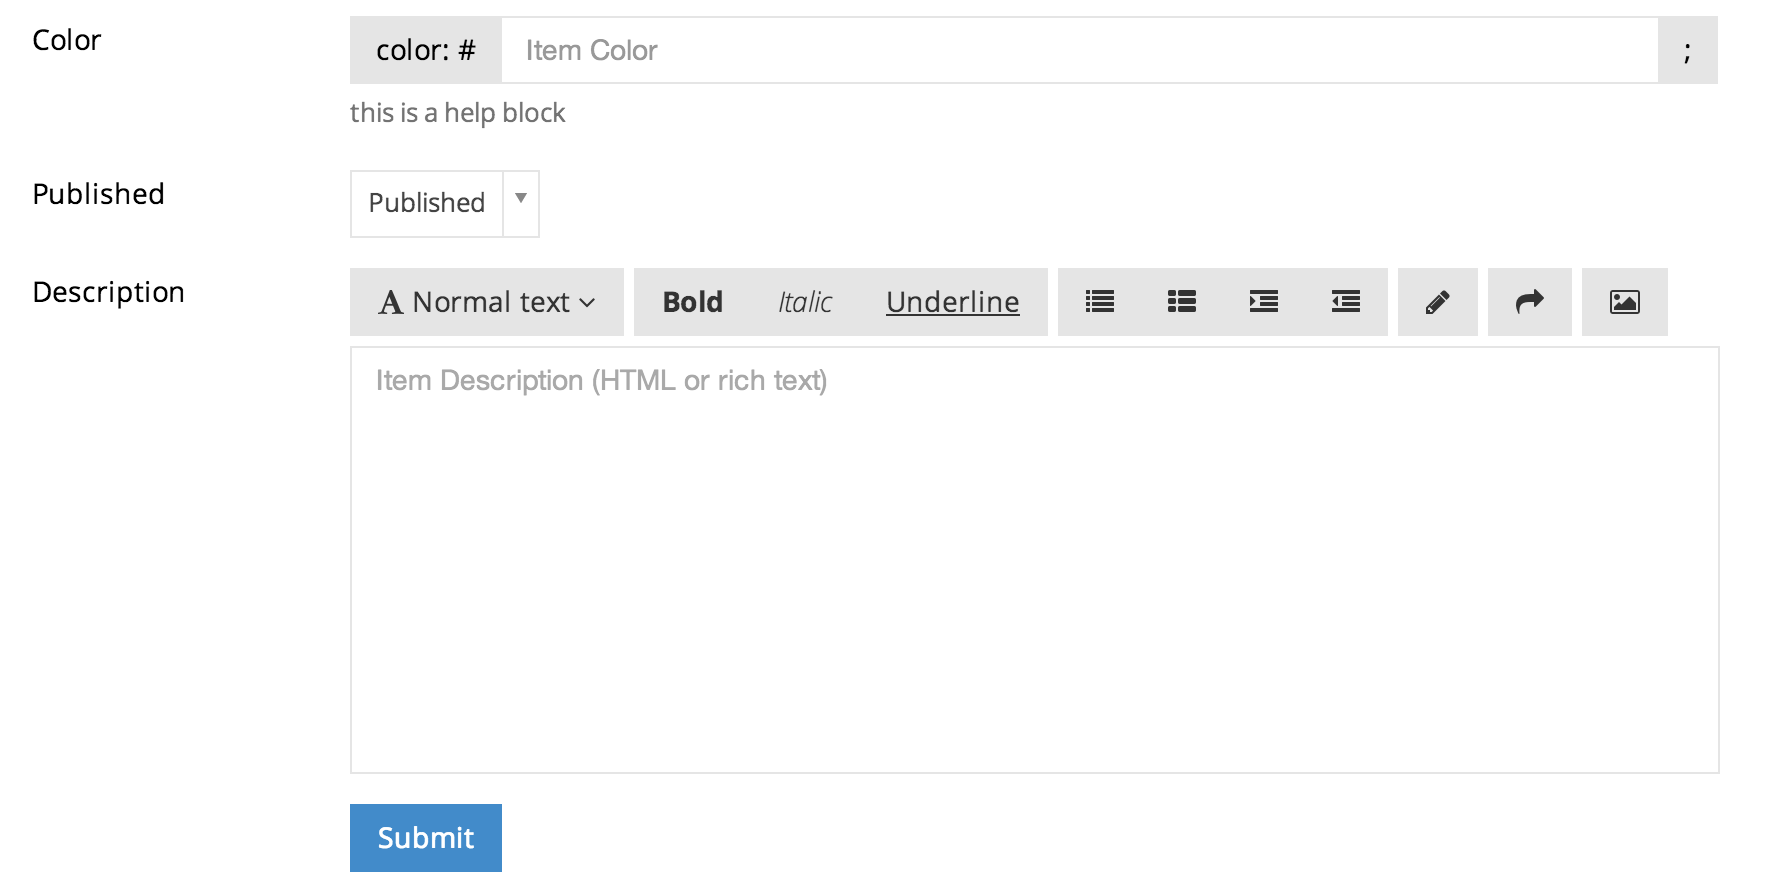 Color
color: # Item Color ;
this is a help block
Published
Published
Description
A Normal text Bold Italic Underline
Item Description (HTML or rich text)
Submit